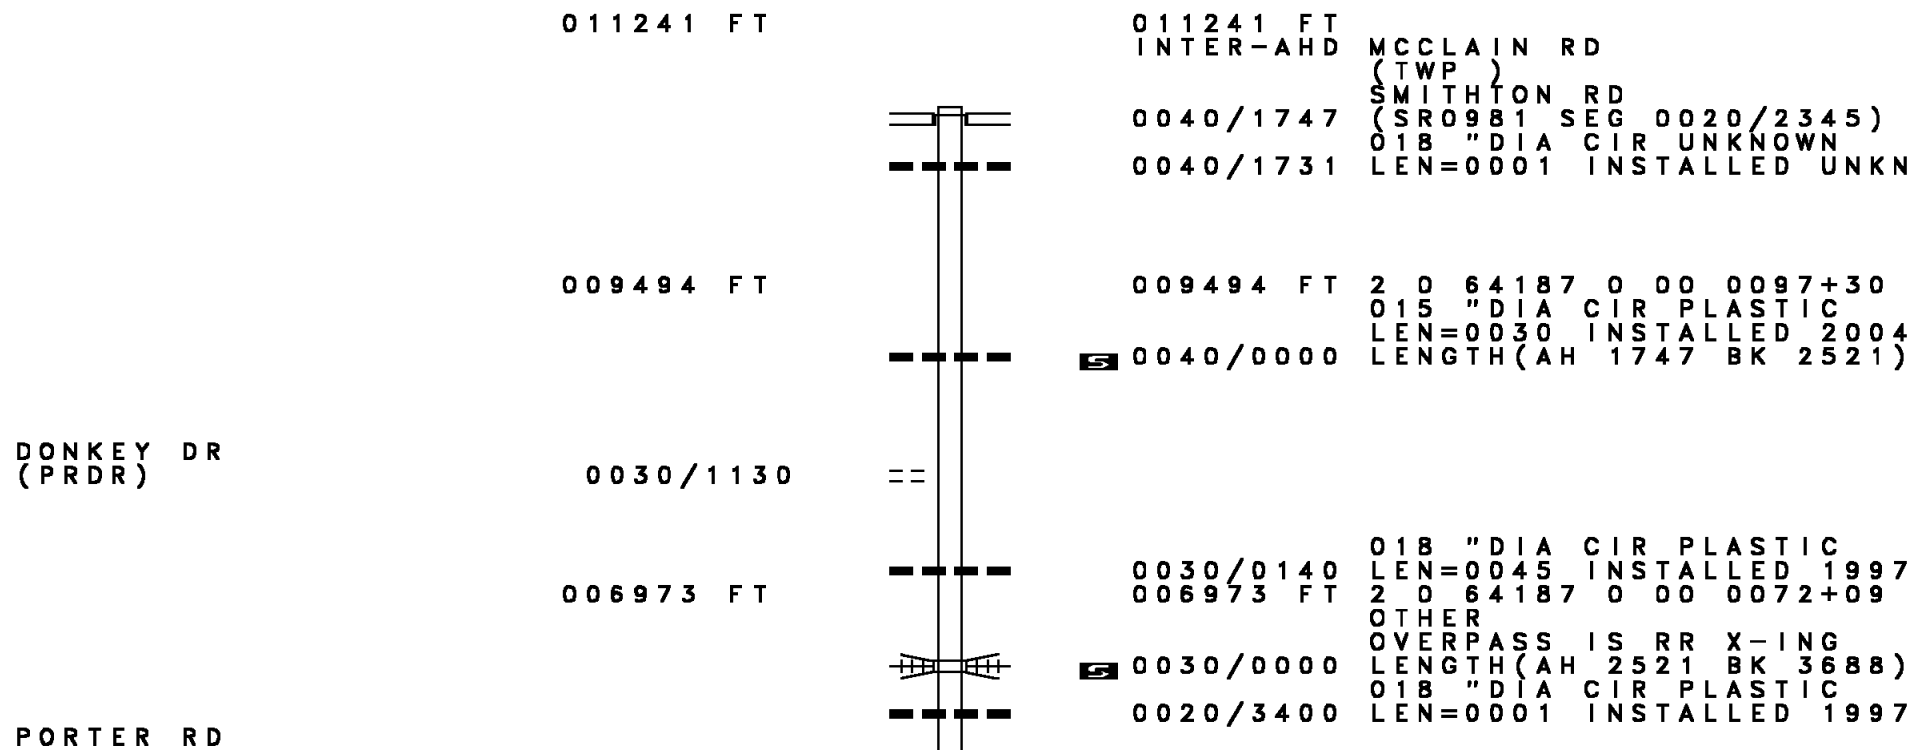 011241 FT 011241 FT
INTER-AHD MCCLAIN RD
(TWP )
SMITHTON RD
0040/1747 (SR0981 SEG 0020/2345)
018 "DIA CIR UNKNOWN
0040/1731 LEN=0001 INSTALLED UNKN
009494 FT 009494 FT 2 0 64187 0 00 0097+30
015 "DIA CIR PLASTIC
LEN=0030 INSTALLED 2004
S 0040/0000 LENGTH(AH 1747 BK 2521)
DONKEY DR
(PRDR) 0030/1130
018 "DIA CIR PLASTIC
0030/0140 LEN=0045 INSTALLED 1997
006973 FT 006973 FT 2 0 64187 0 00 0072+09
OTHER
OVERPASS IS RR X-ING
S 0030/0000 LENGTH(AH 2521 BK 3688)
018 "DIA CIR PLASTIC
0020/3400 LEN=0001 INSTALLED 1997
PORTER RD